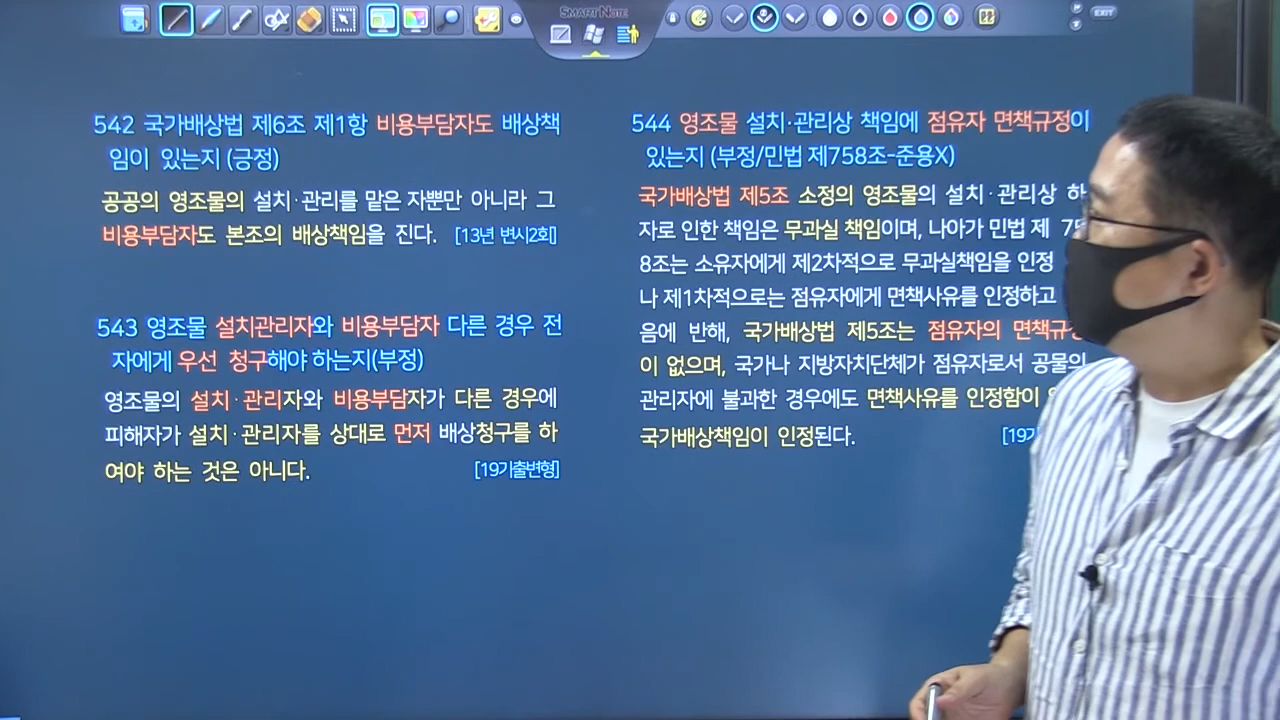 SMART NOTE
EXIT
542 국가배상법 제6조 제1항 비용부담자도 배상책
임이 있는지 (긍정)
공공의 영조물의 설치·관리를 맡은 자뿐만 아니라 그
비용부담자도 본조의 배상책임을 진다. [13년 변시2회]
543 영조물 설치관리자와 비용부담자 다른 경우 전
자에게 우선 청구해야 하는지(부정)
영조물의 설치·관리자와 비용부담자가 다른 경우에
피해자가 설치·관리자를 상대로 먼저 배상청구를 하
여야 하는 것은 아니다. [19기출변형]
544 영조물 설치·관리상 책임에 점유자 면책규정이
있는지 (부정/민법 제758조-준용X)
국가배상법 제5조 소정의 영조물의 설치·관리상 하
자로 인한 책임은 무과실 책임이며, 나아가 민법 제
8조는 소유자에게 제2차적으로 무과실책임을 인정
나 제1차적으로는 점유자에게 면책사유를 인정하고
음에 반해, 국가배상법 제5조는 점유자의 면책규정
이 없으며, 국가나 지방자치단체가 점유자로서 공물의
관리자에 불과한 경우에도 면책사유를 인정함이
국가배상책임이 인정된다. [19기